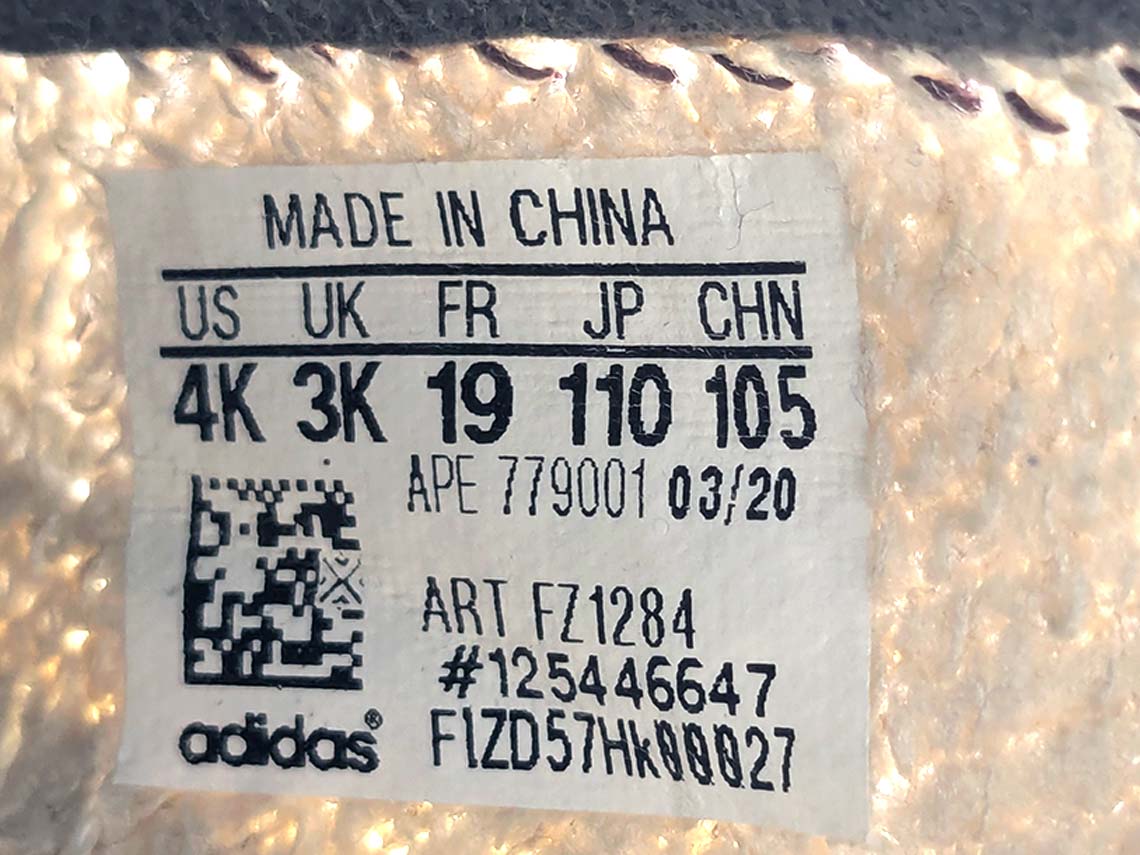 MADE IN CHINA
US UK FR JP CHN
4K 3K 19 110 105
APE 779001 03/20
ART FZ1284
#125446647
adidas®
F1ZD57HK00027